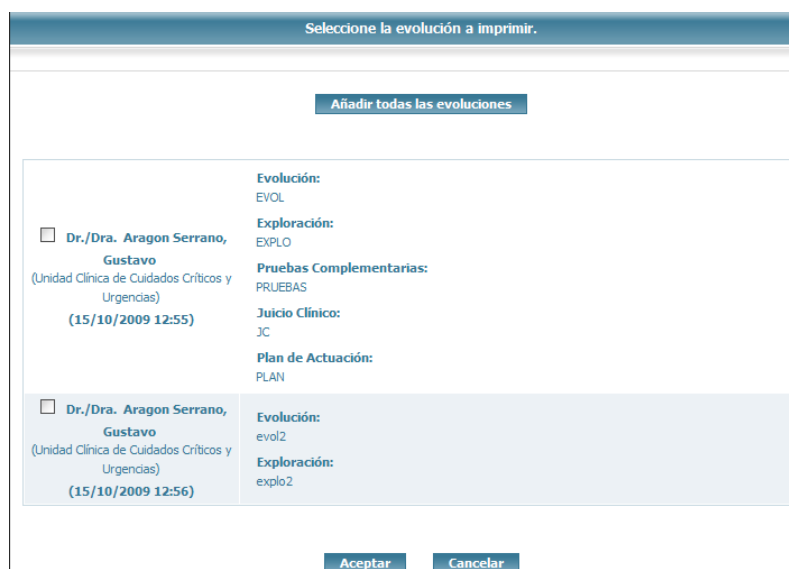 Seleccione la evolución a imprimir.
Añadir todas las evoluciones
Dr./Dra. Aragon Serrano,
Gustavo
(Unidad Clínica de Cuidados Críticos y
Urgencias)
(15/10/2009 12:55)
Evolución:
EVOL
Exploración:
EXPLO
Pruebas Complementarias:
PRUEBAS
Juicio Clínico:
JC
Plan de Actuación:
PLAN
Dr./Dra. Aragon Serrano,
Gustavo
(Unidad Clínica de Cuidados Críticos y
Urgencias)
(15/10/2009 12:56)
Evolución:
evol2
Exploración:
explo2
Aceptar
Cancelar